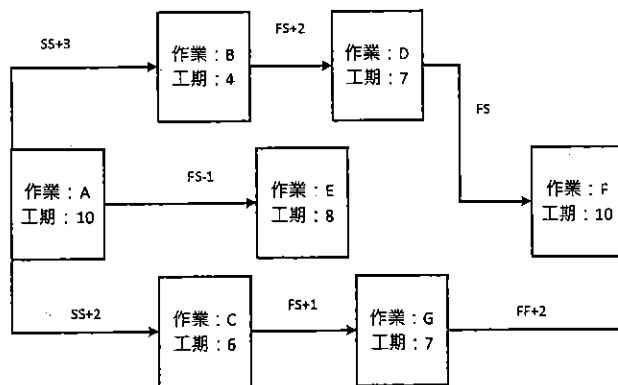 SS+3
作業：B
工期：4
FS+2
作業：D
工期：7
FS
作業：A
工期：10
FS-1
作業：E
工期：8
作業：F
工期：10
SS+2
作業：C
工期：6
FS+1
作業：G
工期：7
FF+2